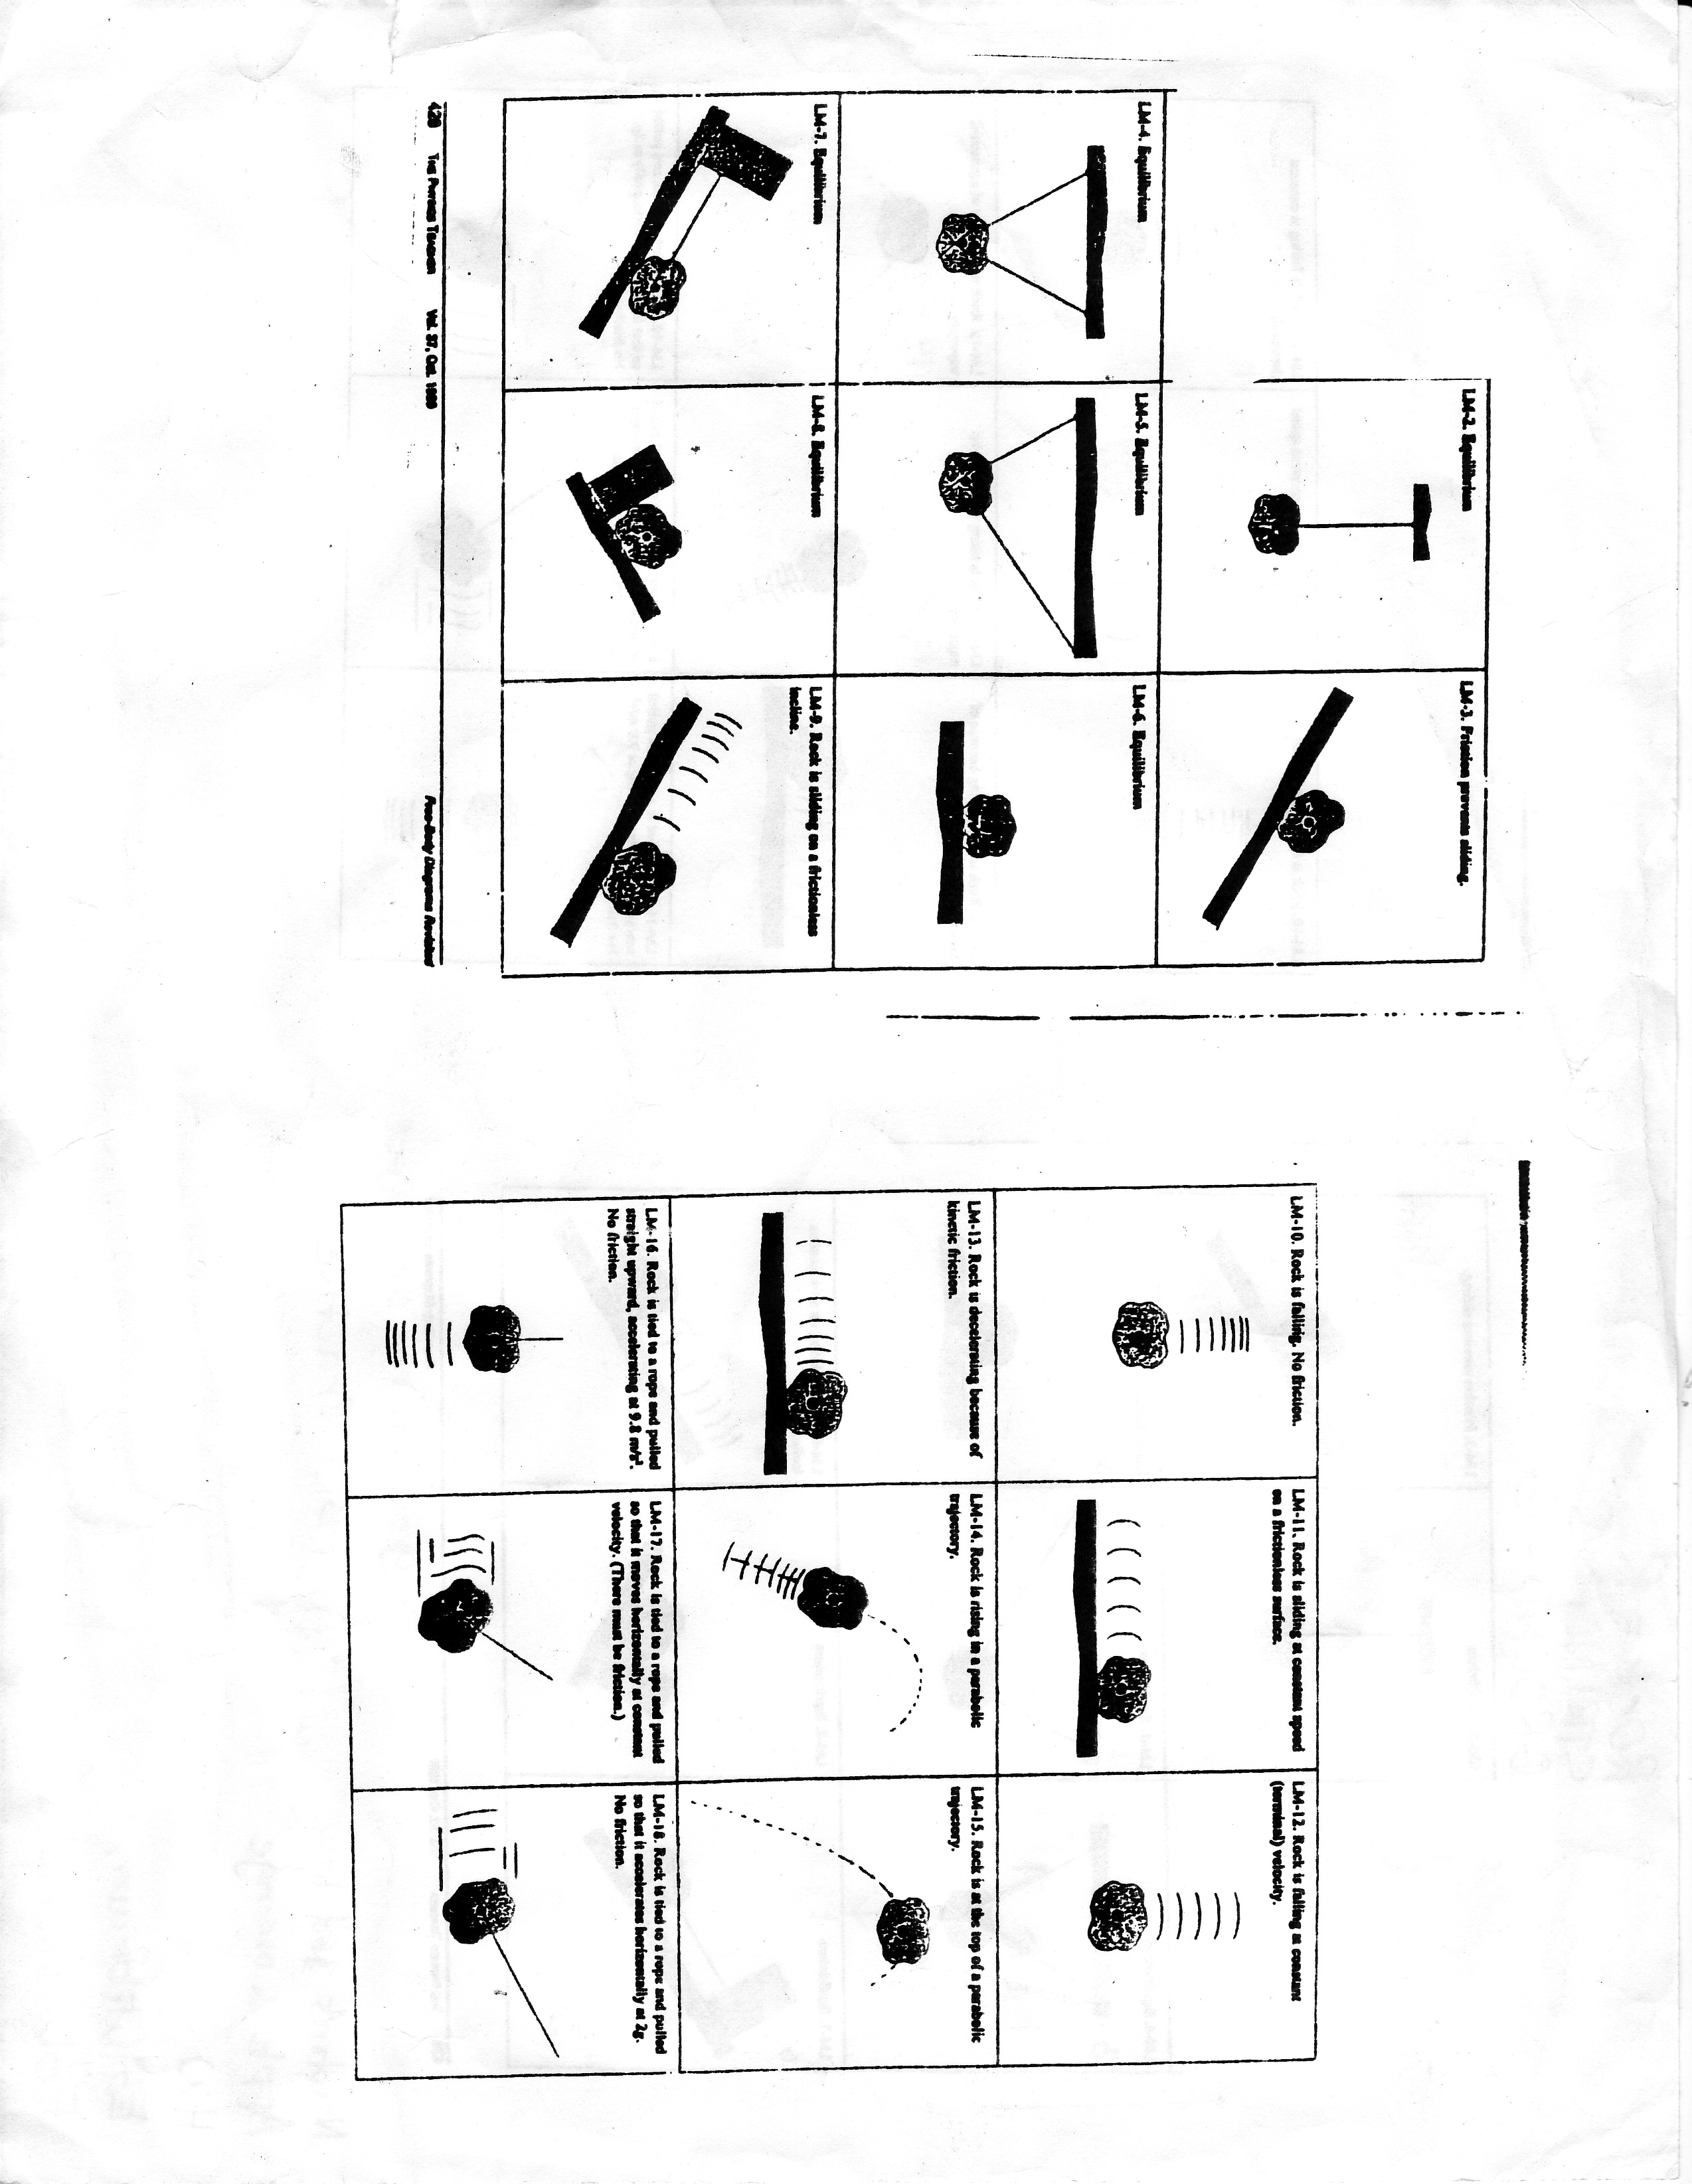 LM-2. Equilibrium
LM-3. Friction prevents sliding.
LM-4. Equilibrium
LM-5. Equilibrium
LM-6. Equilibrium
LM-7. Equilibrium
LM-8. Equilibrium
LM-9. Rock is sliding on a frictionless
incline.
420 THE PHYSICS TEACHER Vol. 37, Oct. 1999 Free-Body Diagrams Revisited
LM-10. Rock is falling. No friction.
LM-11. Rock is sliding at constant speed
on a frictionless surface.
LM-12. Rock is falling at constant
(terminal) velocity.
LM-13. Rock is decelerating because of
kinetic friction.
LM-14. Rock is rising in a parabolic
trajectory.
LM-15. Rock is at the top of a parabolic
trajectory.
LM-16. Rock is tied to a rope and pulled
straight upward, accelerating at 9.8 m/s².
No friction.
LM-17. Rock is tied to a rope and pulled
so that is moves horizontally at constant
velocity. (There must be friction.)
LM-18. Rock is tied to a rope and pulled
so that it accelerates horizontally at 2g.
No friction.